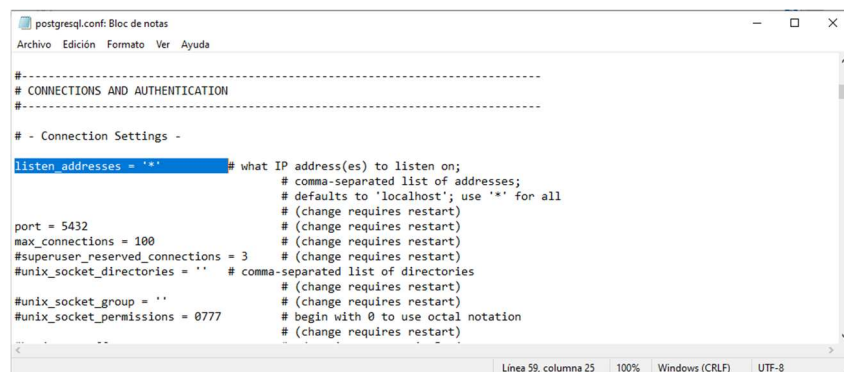 postgresql.conf: Bloc de notas
Archivo Edición Formato Ver Ayuda
#------------------------------------------------------------------------------
# CONNECTIONS AND AUTHENTICATION
#------------------------------------------------------------------------------
# - Connection Settings -
listen_addresses = '*' # what IP address(es) to listen on;
# comma-separated list of addresses;
# defaults to 'localhost'; use '*' for all
# (change requires restart)
port = 5432 # (change requires restart)
max_connections = 100 # (change requires restart)
#superuser_reserved_connections = 3 # (change requires restart)
#unix_socket_directories = '' # comma-separated list of directories
# (change requires restart)
#unix_socket_group = '' # (change requires restart)
#unix_socket_permissions = 0777 # begin with 0 to use octal notation
# (change requires restart)
Línea 59, columna 25 100% Windows (CRLF) UTF-8